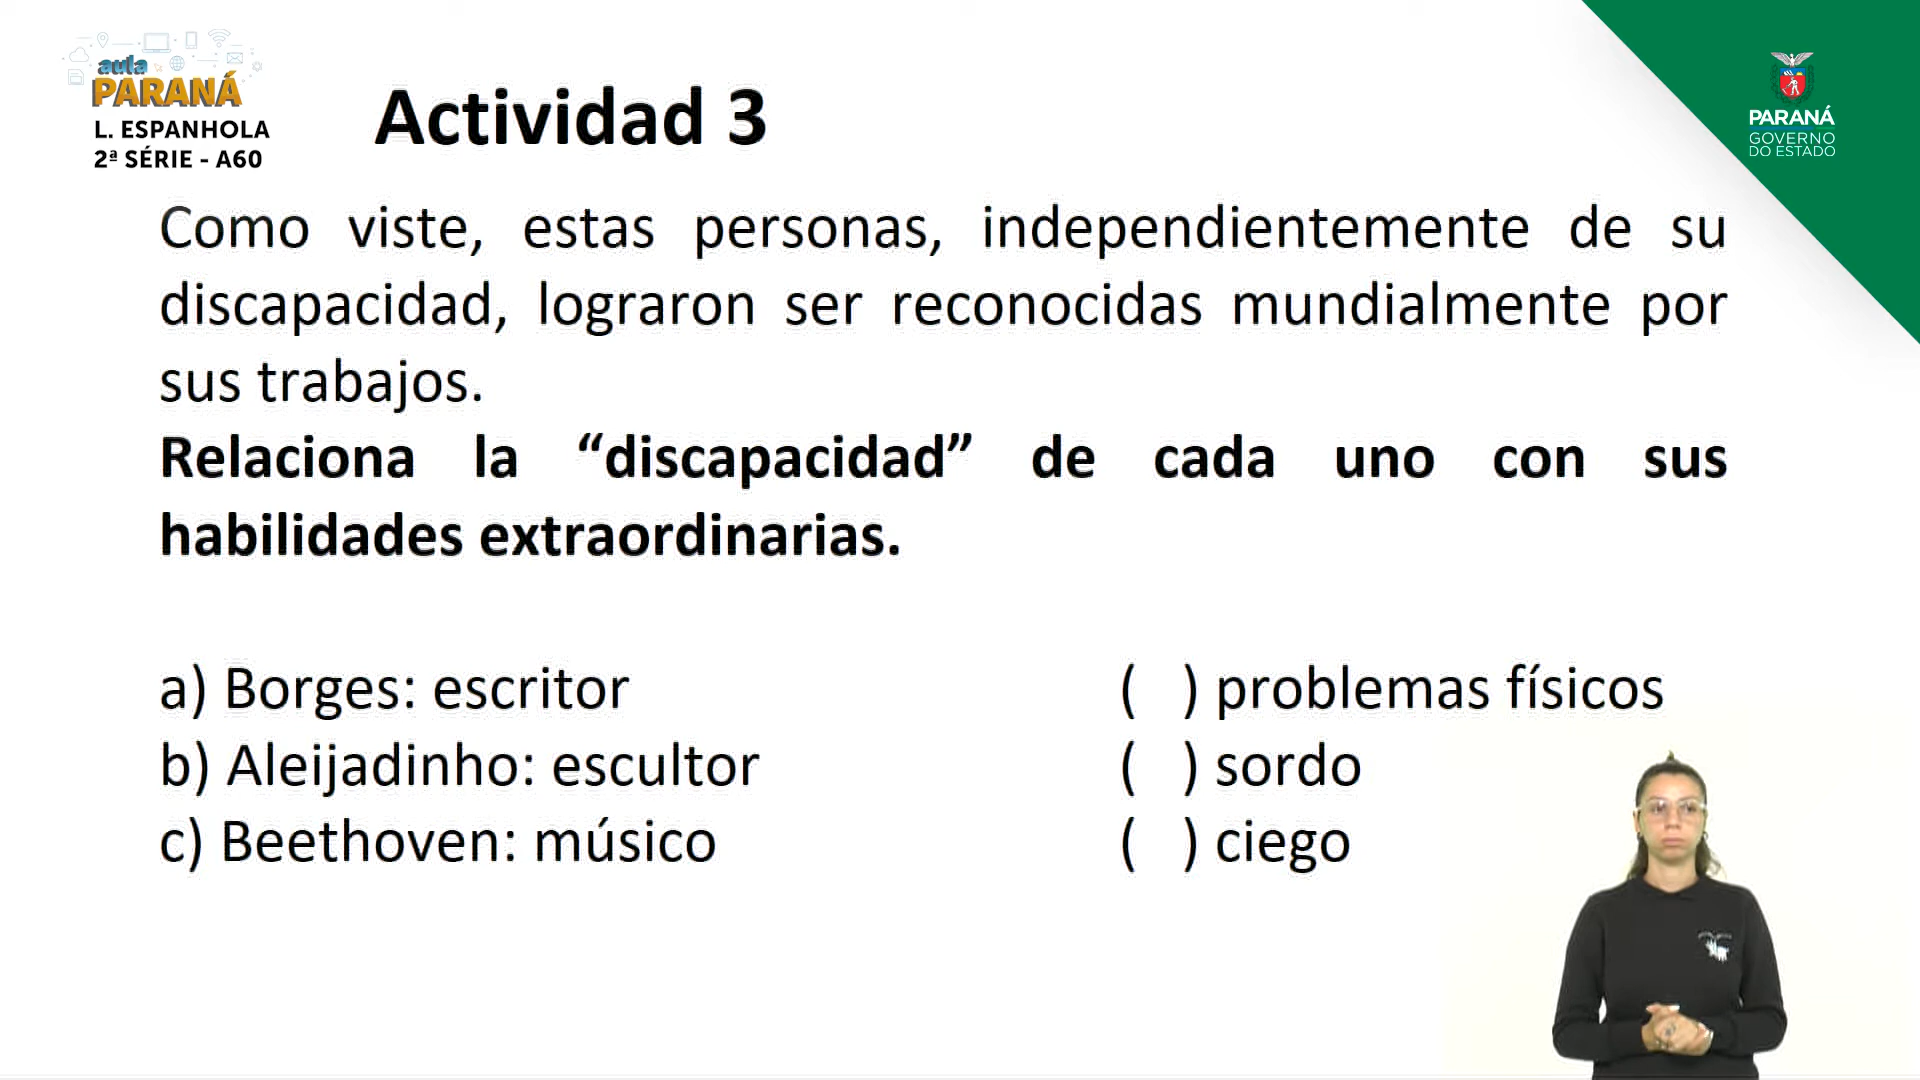 aula
PARANÁ
L. ESPANHOLA
2ª SÉRIE - A60
Actividad 3
PARANÁ
GOVERNO
DO ESTADO
Como viste, estas personas, independientemente de su
discapacidad, lograron ser reconocidas mundialmente por
sus trabajos.
Relaciona la “discapacidad” de cada uno con sus
habilidades extraordinarias.
a) Borges: escritor ( ) problemas físicos
b) Aleijadinho: escultor ( ) sordo
c) Beethoven: músico ( ) ciego